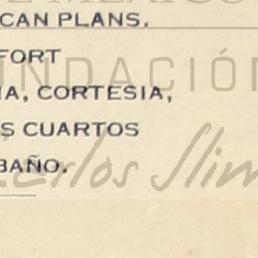 CAN PLANS.
FORT
FUNDACIÓN
IA, CORTESIA,
S CUARTOS
BAÑO.
Carlos Slim